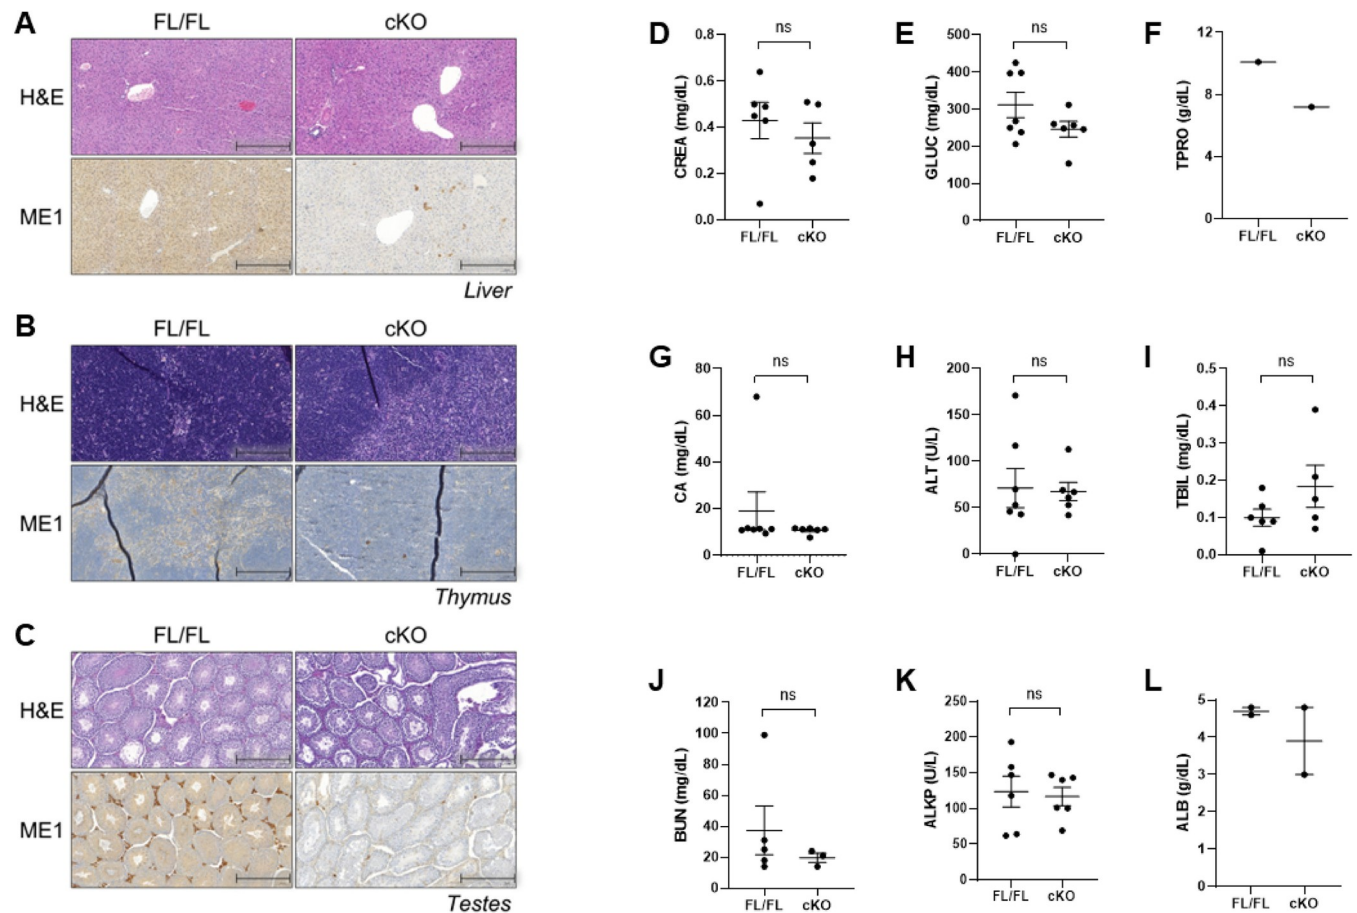 A
FL/FL cKO
H&E
ME1
Liver
B
FL/FL cKO
H&E
ME1
Thymus
C
FL/FL cKO
H&E
ME1
Testes
D
ns
CREA (mg/dL)
0.8
0.6
0.4
0.2
0.0
FL/FL cKO
E
ns
GLUC (mg/dL)
500
400
300
200
100
0
FL/FL cKO
F
TPRO (g/dL)
12
8
4
0
FL/FL cKO
G
ns
CA (mg/dL)
80
60
40
20
0
FL/FL cKO
H
ns
ALT (U/L)
200
150
100
50
0
FL/FL cKO
I
ns
TBIL (mg/dL)
0.5
0.4
0.3
0.2
0.1
0.0
FL/FL cKO
J
ns
BUN (mg/dL)
120
100
80
60
40
20
0
FL/FL cKO
K
ns
ALKP (U/L)
250
200
150
100
50
0
FL/FL cKO
L
ALB (g/dL)
5
4
3
2
1
0
FL/FL cKO